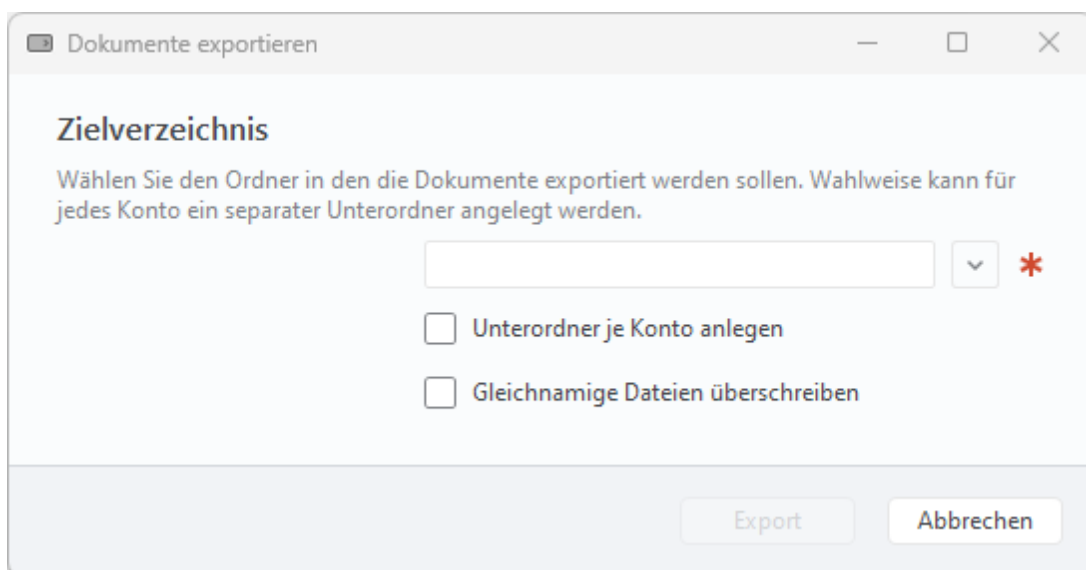 Dokumente exportieren
Zielverzeichnis
Wählen Sie den Ordner in den die Dokumente exportiert werden sollen. Wahlweise kann für
jedes Konto ein separater Unterordner angelegt werden.
Unterordner je Konto anlegen
Gleichnamige Dateien überschreiben
Export
Abbrechen